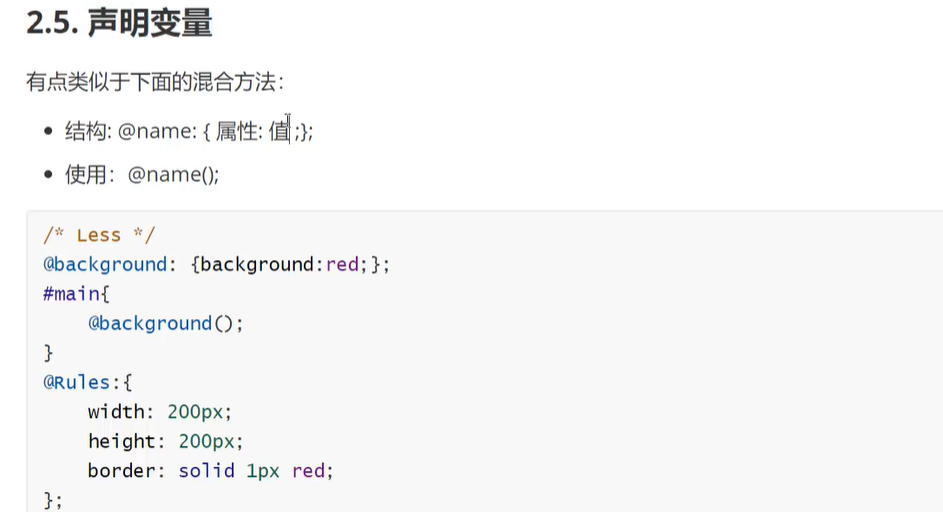 2.5. 声明变量
有点类似于下面的混合方法：
结构: @name: { 属性: 值 ;};
使用：@name();
/* Less */
@background: {background:red;};
#main{
@background();
}
@Rules:{
width: 200px;
height: 200px;
border: solid 1px red;
};